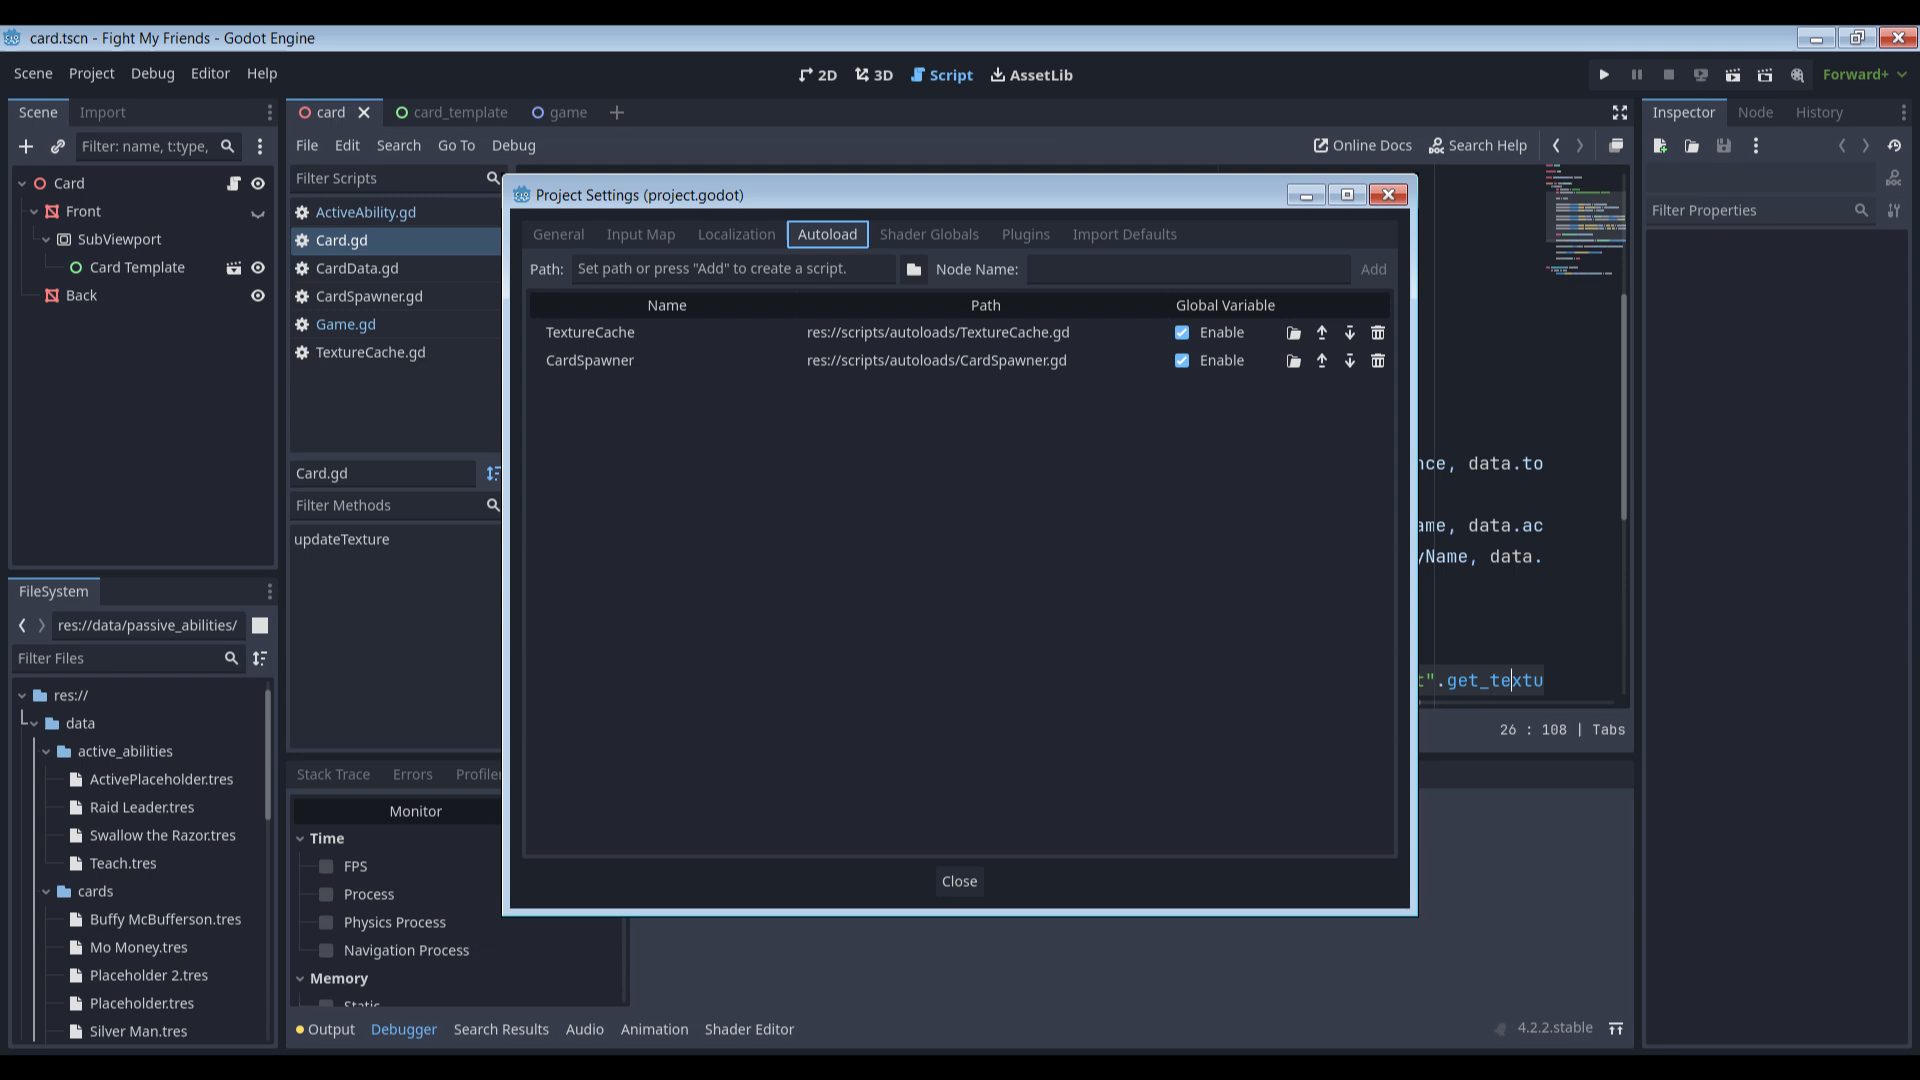 card.tscn - Fight My Friends - Godot Engine
Scene Project Debug Editor Help
2D 3D Script AssetLib
Forward+
Scene Import
Filter: name, t:type,
Card
Front
SubViewport
Card Template
Back
card card_template game
File Edit Search Go To Debug
Online Docs Search Help
Filter Scripts
ActiveAbility.gd
Card.gd
CardData.gd
CardSpawner.gd
Game.gd
TextureCache.gd
Card.gd
Filter Methods
updateTexture
Project Settings (project.godot)
General Input Map Localization Autoload Shader Globals Plugins Import Defaults
Path: Set path or press "Add" to create a script. Node Name: Add
Name Path Global Variable
TextureCache res://scripts/autoloads/TextureCache.gd Enable
CardSpawner res://scripts/autoloads/CardSpawner.gd Enable
Close
nce, data.to
ame, data.ac
yName, data.
t".get_textu
26 : 108 | Tabs
Inspector Node History
Filter Properties
FileSystem
res://data/passive_abilities/
Filter Files
res://
data
active_abilities
ActivePlaceholder.tres
Raid Leader.tres
Swallow the Razor.tres
Teach.tres
cards
Buffy McBufferson.tres
Mo Money.tres
Placeholder 2.tres
Placeholder.tres
Silver Man.tres
Stack Trace Errors Profiler
Monitor
Time
FPS
Process
Physics Process
Navigation Process
Memory
Static
Output Debugger Search Results Audio Animation Shader Editor
4.2.2.stable